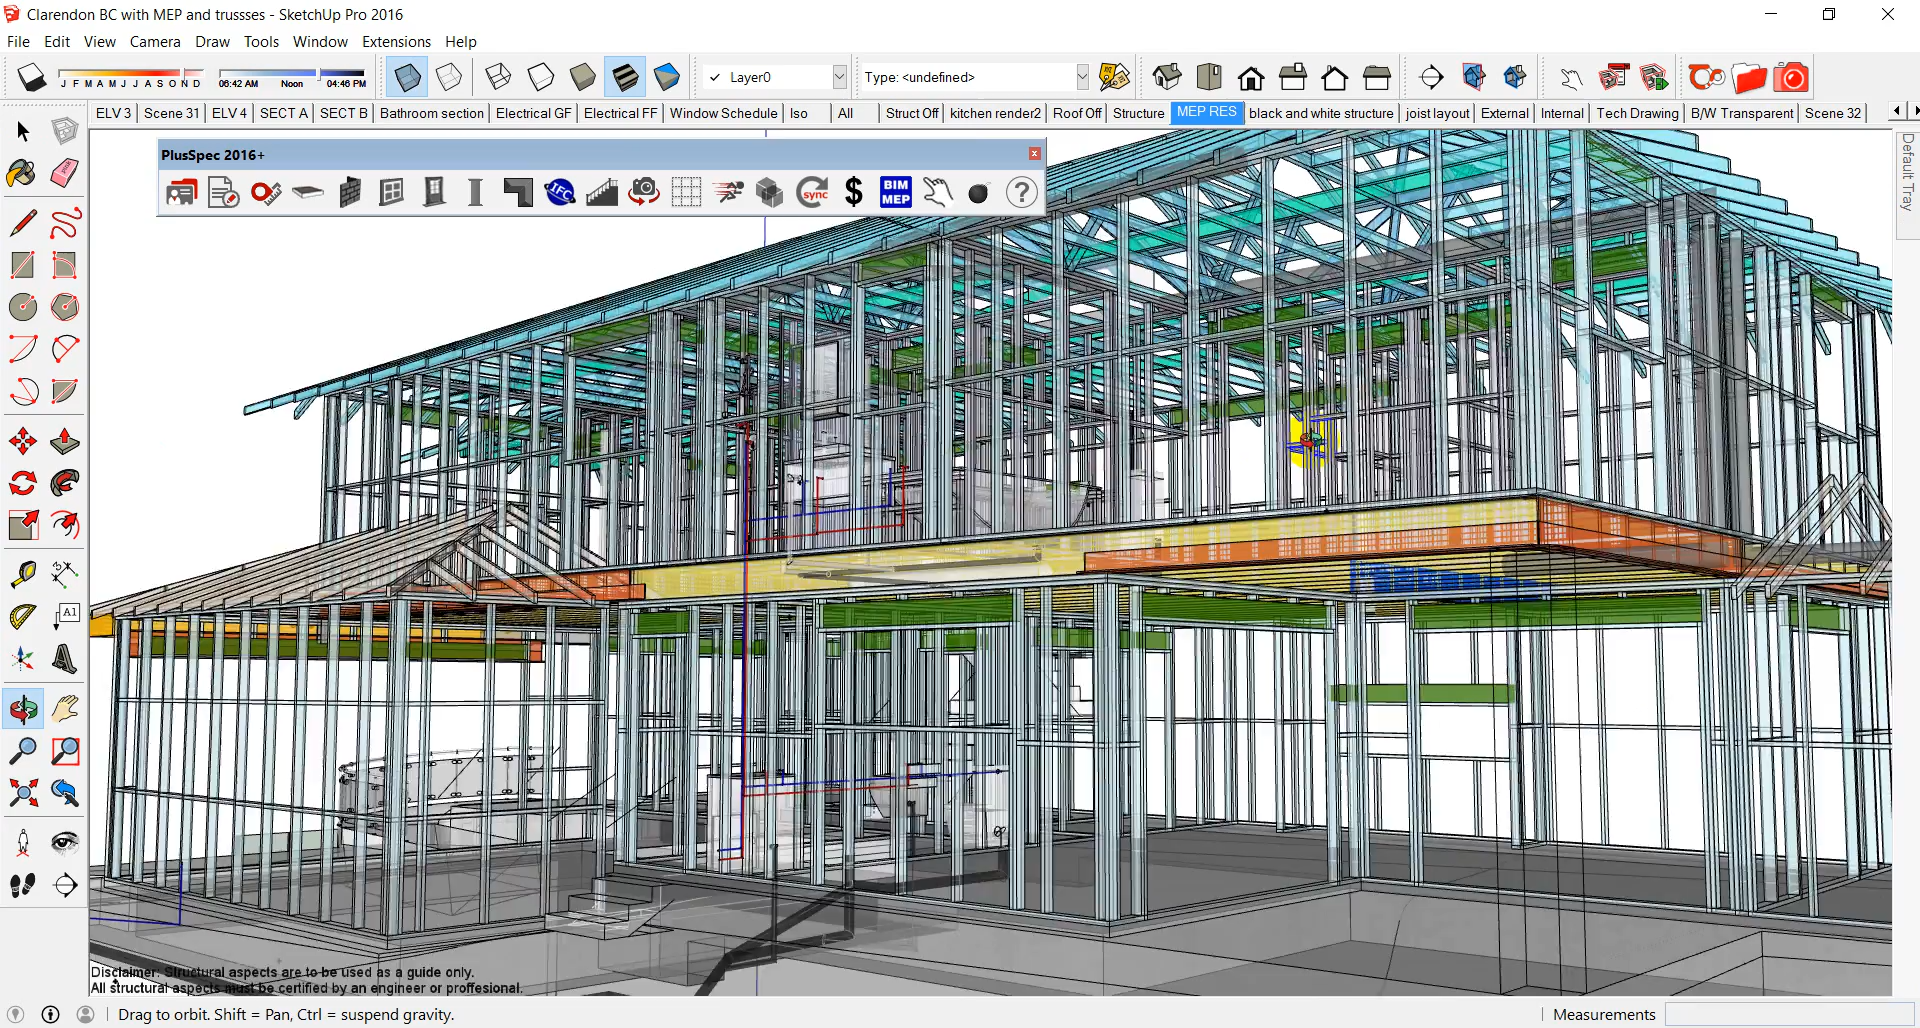 Clarendon BC with MEP and trussses - SketchUp Pro 2016
File Edit View Camera Draw Tools Window Extensions Help
J F M A M J J A S O N D
06:42 AM Noon 04:46 PM
Layer0
Type: <undefined>
ELV 3 Scene 31 ELV 4 SECT A SECT B Bathroom section Electrical GF Electrical FF Window Schedule Iso All Struct Off kitchen render2 Roof Off Structure MEP RES black and white structure joist layout External Internal Tech Drawing B/W Transparent Scene 32
Default Tray
PlusSpec 2016+
IFC
sync
$
BIM
MEP
?
A1
Disclaimer: Structural aspects are to be used as a guide only.
All structural aspects must be certified by an engineer or proffesional.
Drag to orbit. Shift = Pan, Ctrl = suspend gravity.
Measurements